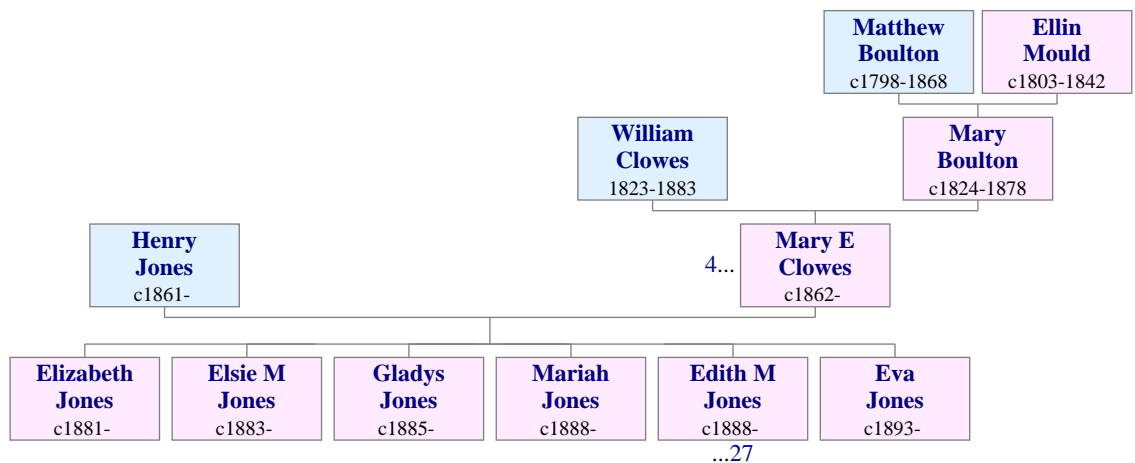 Matthew
Boulton
c1798-1868
Ellin
Mould
c1803-1842
William
Clowes
1823-1883
Mary
Boulton
c1824-1878
Henry
Jones
c1861-
4...
Mary E
Clowes
c1862-
Elizabeth
Jones
c1881-
Elsie M
Jones
c1883-
Gladys
Jones
c1885-
Mariah
Jones
c1888-
Edith M
Jones
c1888-
...27
Eva
Jones
c1893-